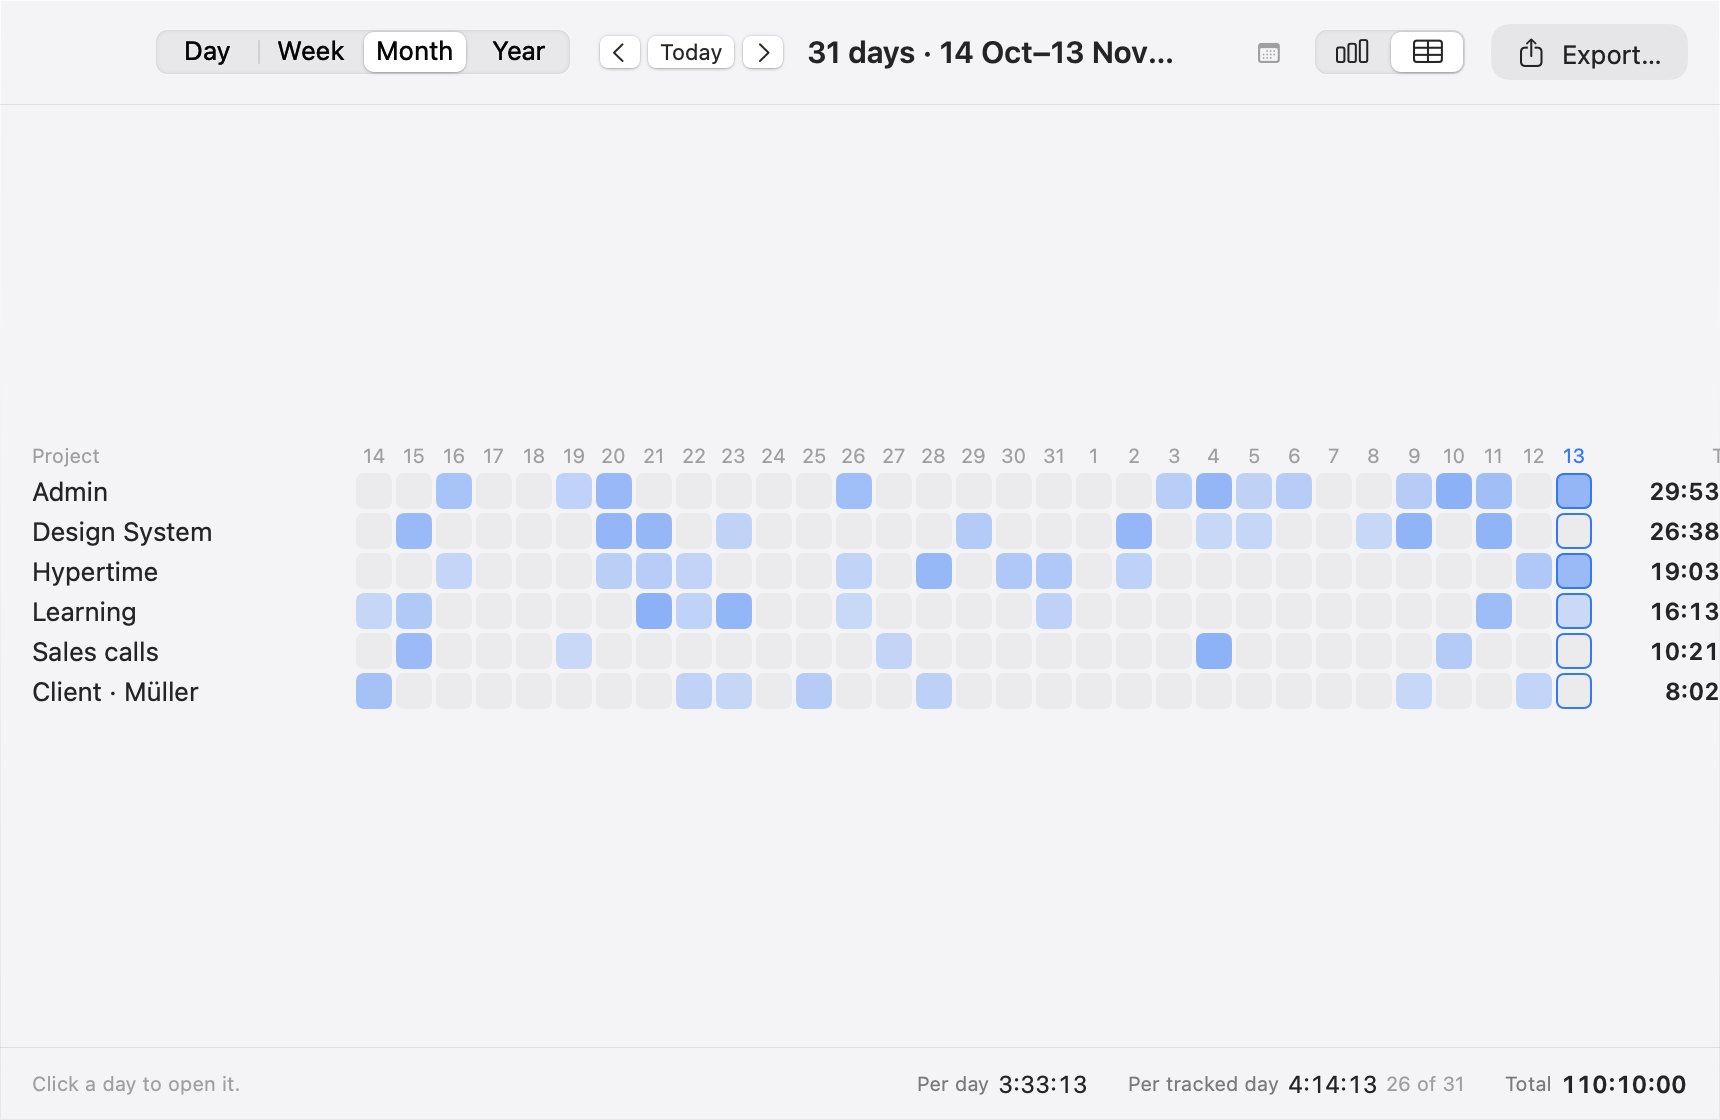 Day Week Month Year Today 31 days · 14 Oct–13 Nov... Export...
Project 14 15 16 17 18 19 20 21 22 23 24 25 26 27 28 29 30 31 1 2 3 4 5 6 7 8 9 10 11 12 13
Admin 29:53
Design System 26:38
Hypertime 19:03
Learning 16:13
Sales calls 10:21
Client · Müller 8:02
Click a day to open it. Per day 3:33:13 Per tracked day 4:14:13 26 of 31 Total 110:10:00